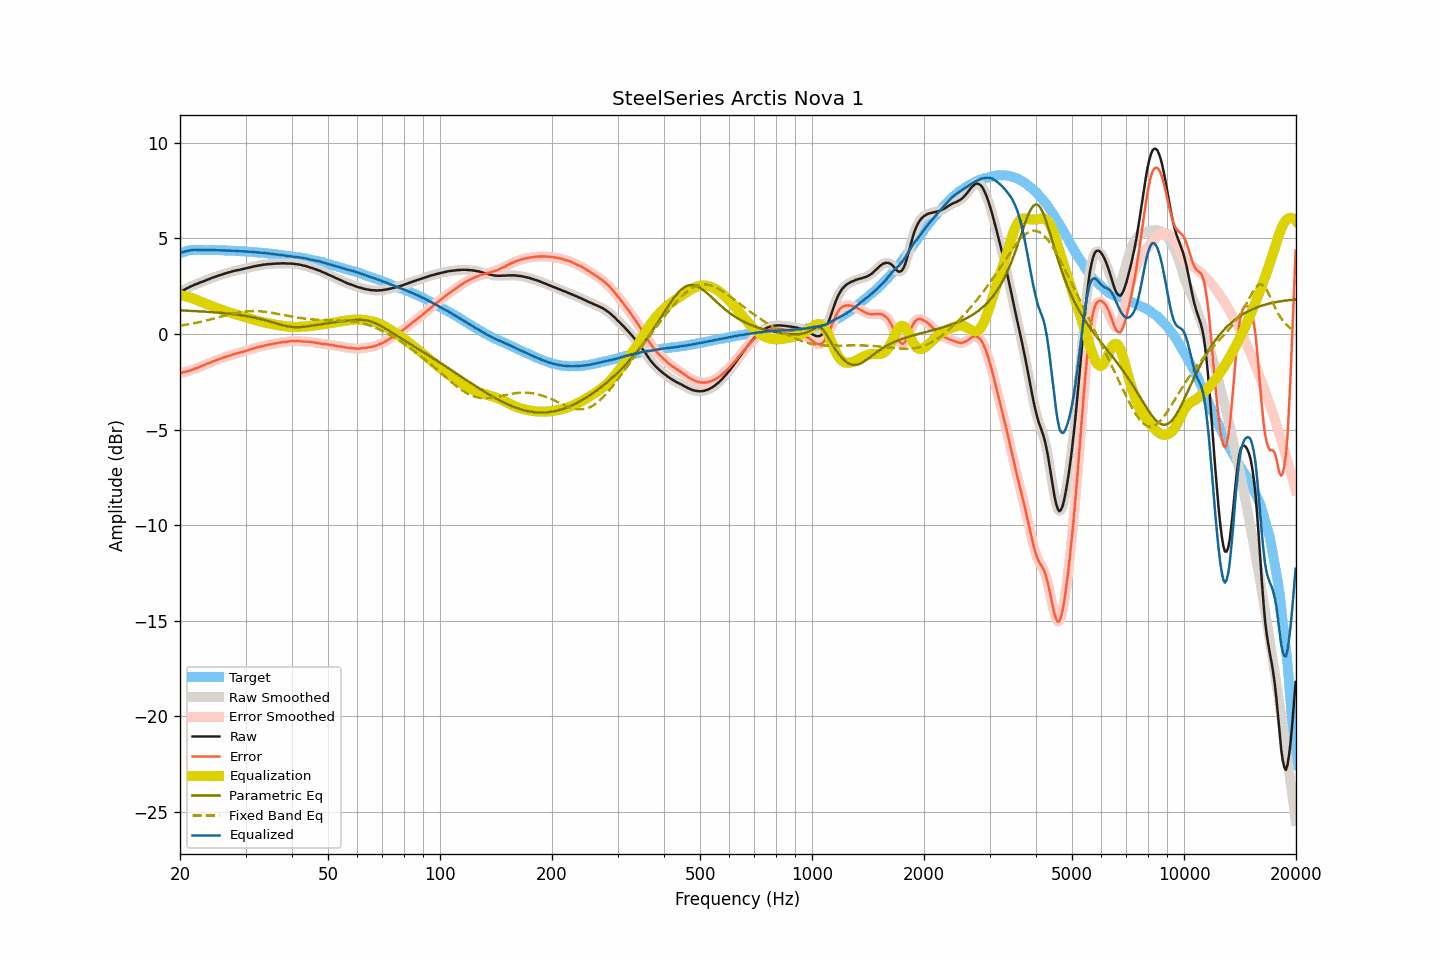 SteelSeries Arctis Nova 1
Amplitude (dBr)
10
5
0
−5
−10
−15
−20
−25
Target
Raw Smoothed
Error Smoothed
Raw
Error
Equalization
Parametric Eq
Fixed Band Eq
Equalized
20 50 100 200 500 1000 2000 5000 10000 20000
Frequency (Hz)